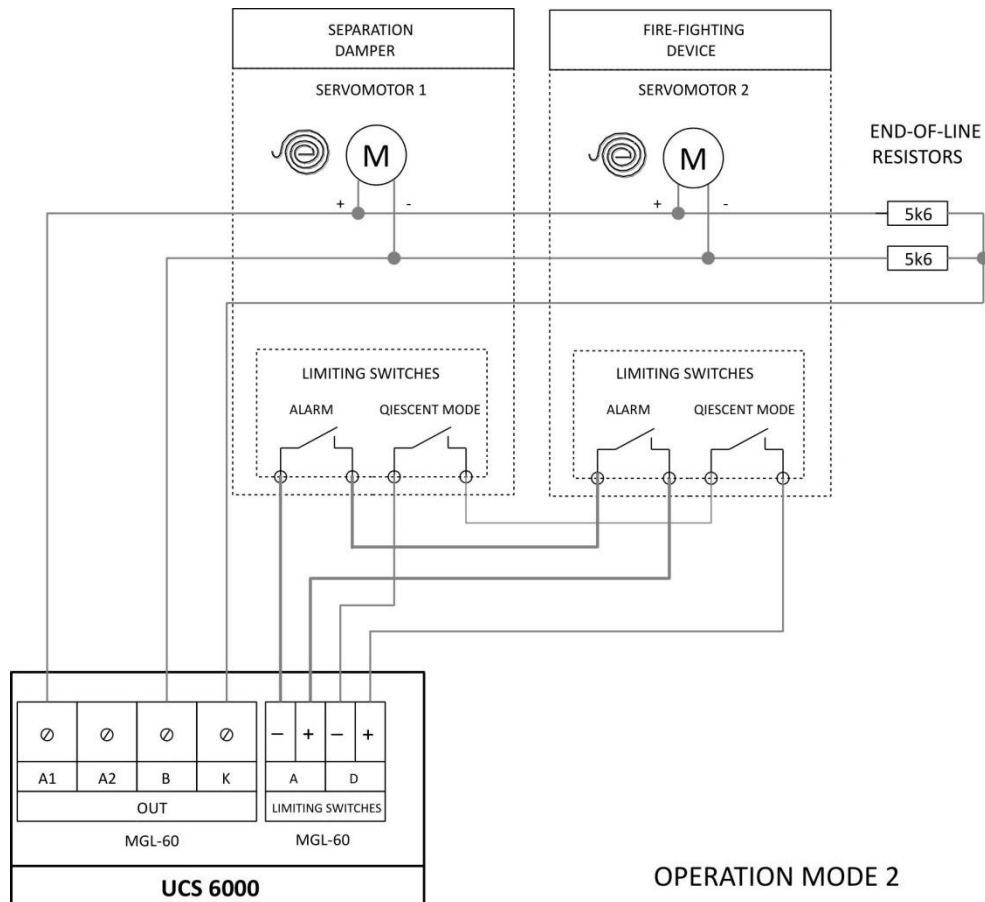 SEPARATION
DAMPER
FIRE-FIGHTING
DEVICE
SERVOMOTOR 1
SERVOMOTOR 2
END-OF-LINE
RESISTORS
M
M
+
-
+
-
5k6
5k6
LIMITING SWITCHES
LIMITING SWITCHES
ALARM
QIESCENT MODE
ALARM
QIESCENT MODE
− + − +
A1 A2 B K
A D
OUT
LIMITING SWITCHES
MGL-60
MGL-60
UCS 6000
OPERATION MODE 2